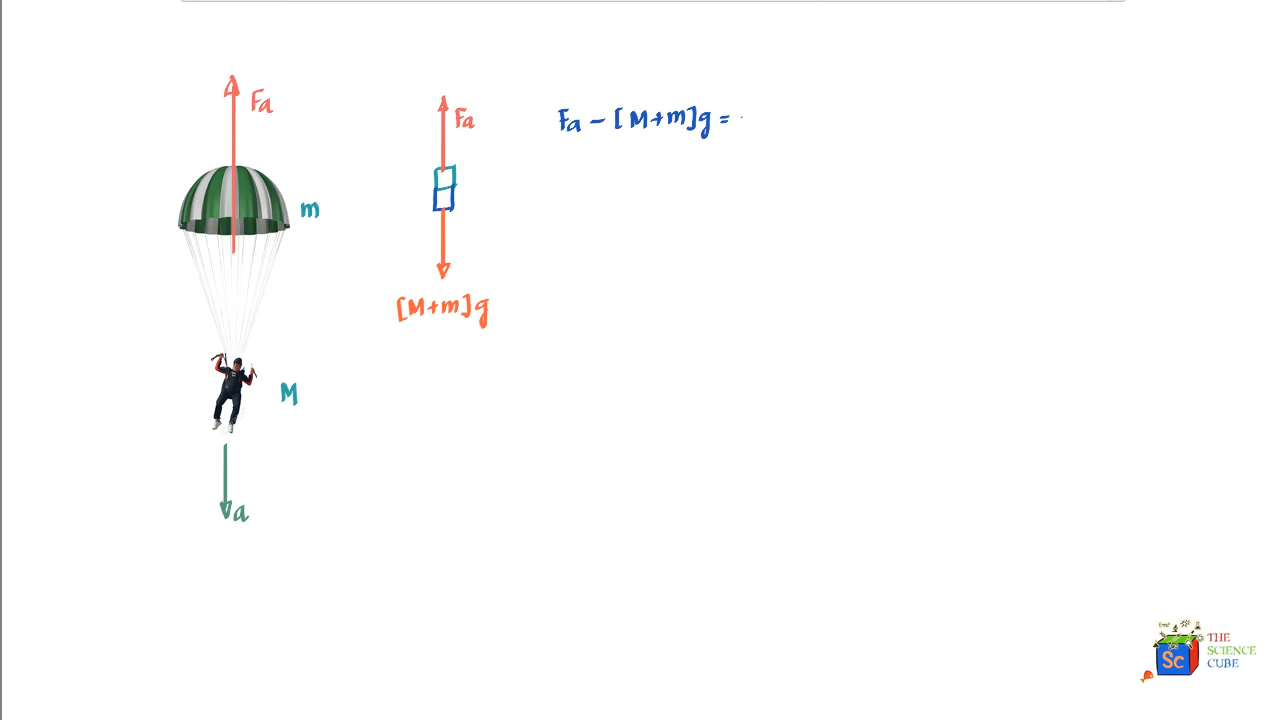 Fa
Fa
Fa - [M+m]g =
m
[M+m]g
M
a
Sc
THE
SCIENCE
CUBE